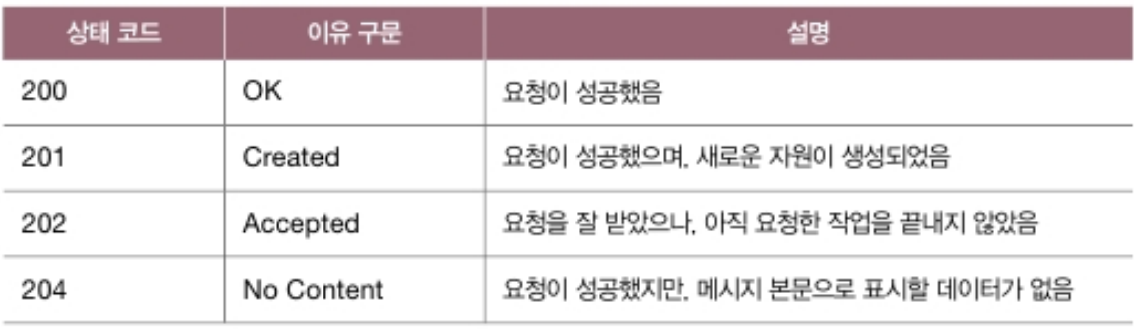 상태 코드 이유 구문 설명
200 OK 요청이 성공했음
201 Created 요청이 성공했으며, 새로운 자원이 생성되었음
202 Accepted 요청을 잘 받았으나, 아직 요청한 작업을 끝내지 않았음
204 No Content 요청이 성공했지만, 메시지 본문으로 표시할 데이터가 없음